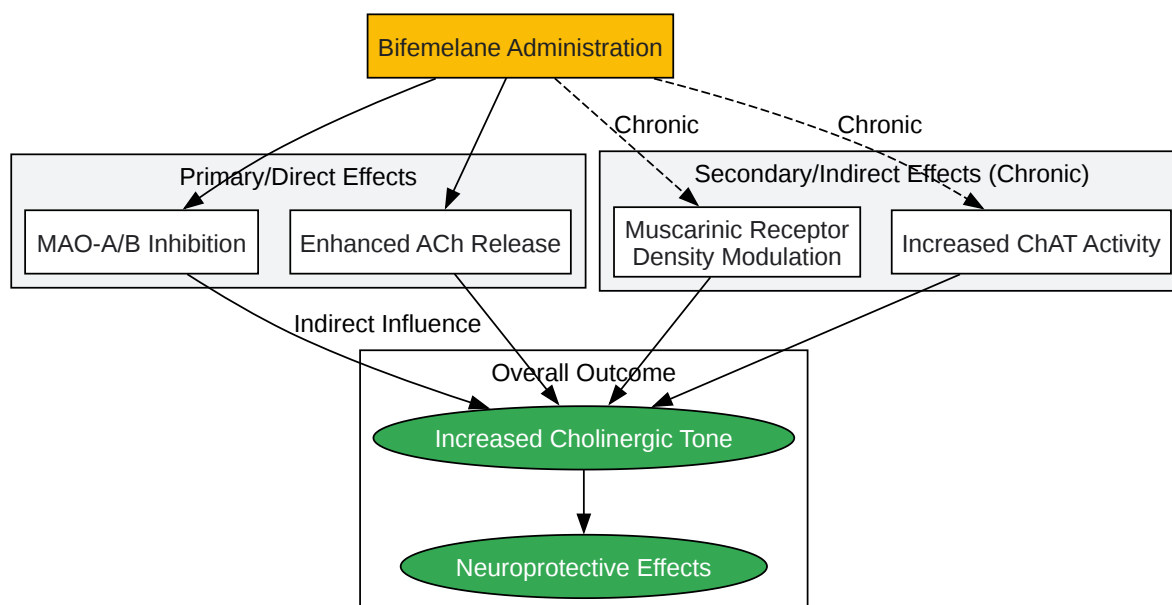 Bifemelane Administration
Chronic
Chronic
Primary/Direct Effects
Secondary/Indirect Effects (Chronic)
MAO-A/B Inhibition
Enhanced ACh Release
Muscarinic Receptor
Density Modulation
Increased ChAT Activity
Indirect Influence
Overall Outcome
Increased Cholinergic Tone
Neuroprotective Effects